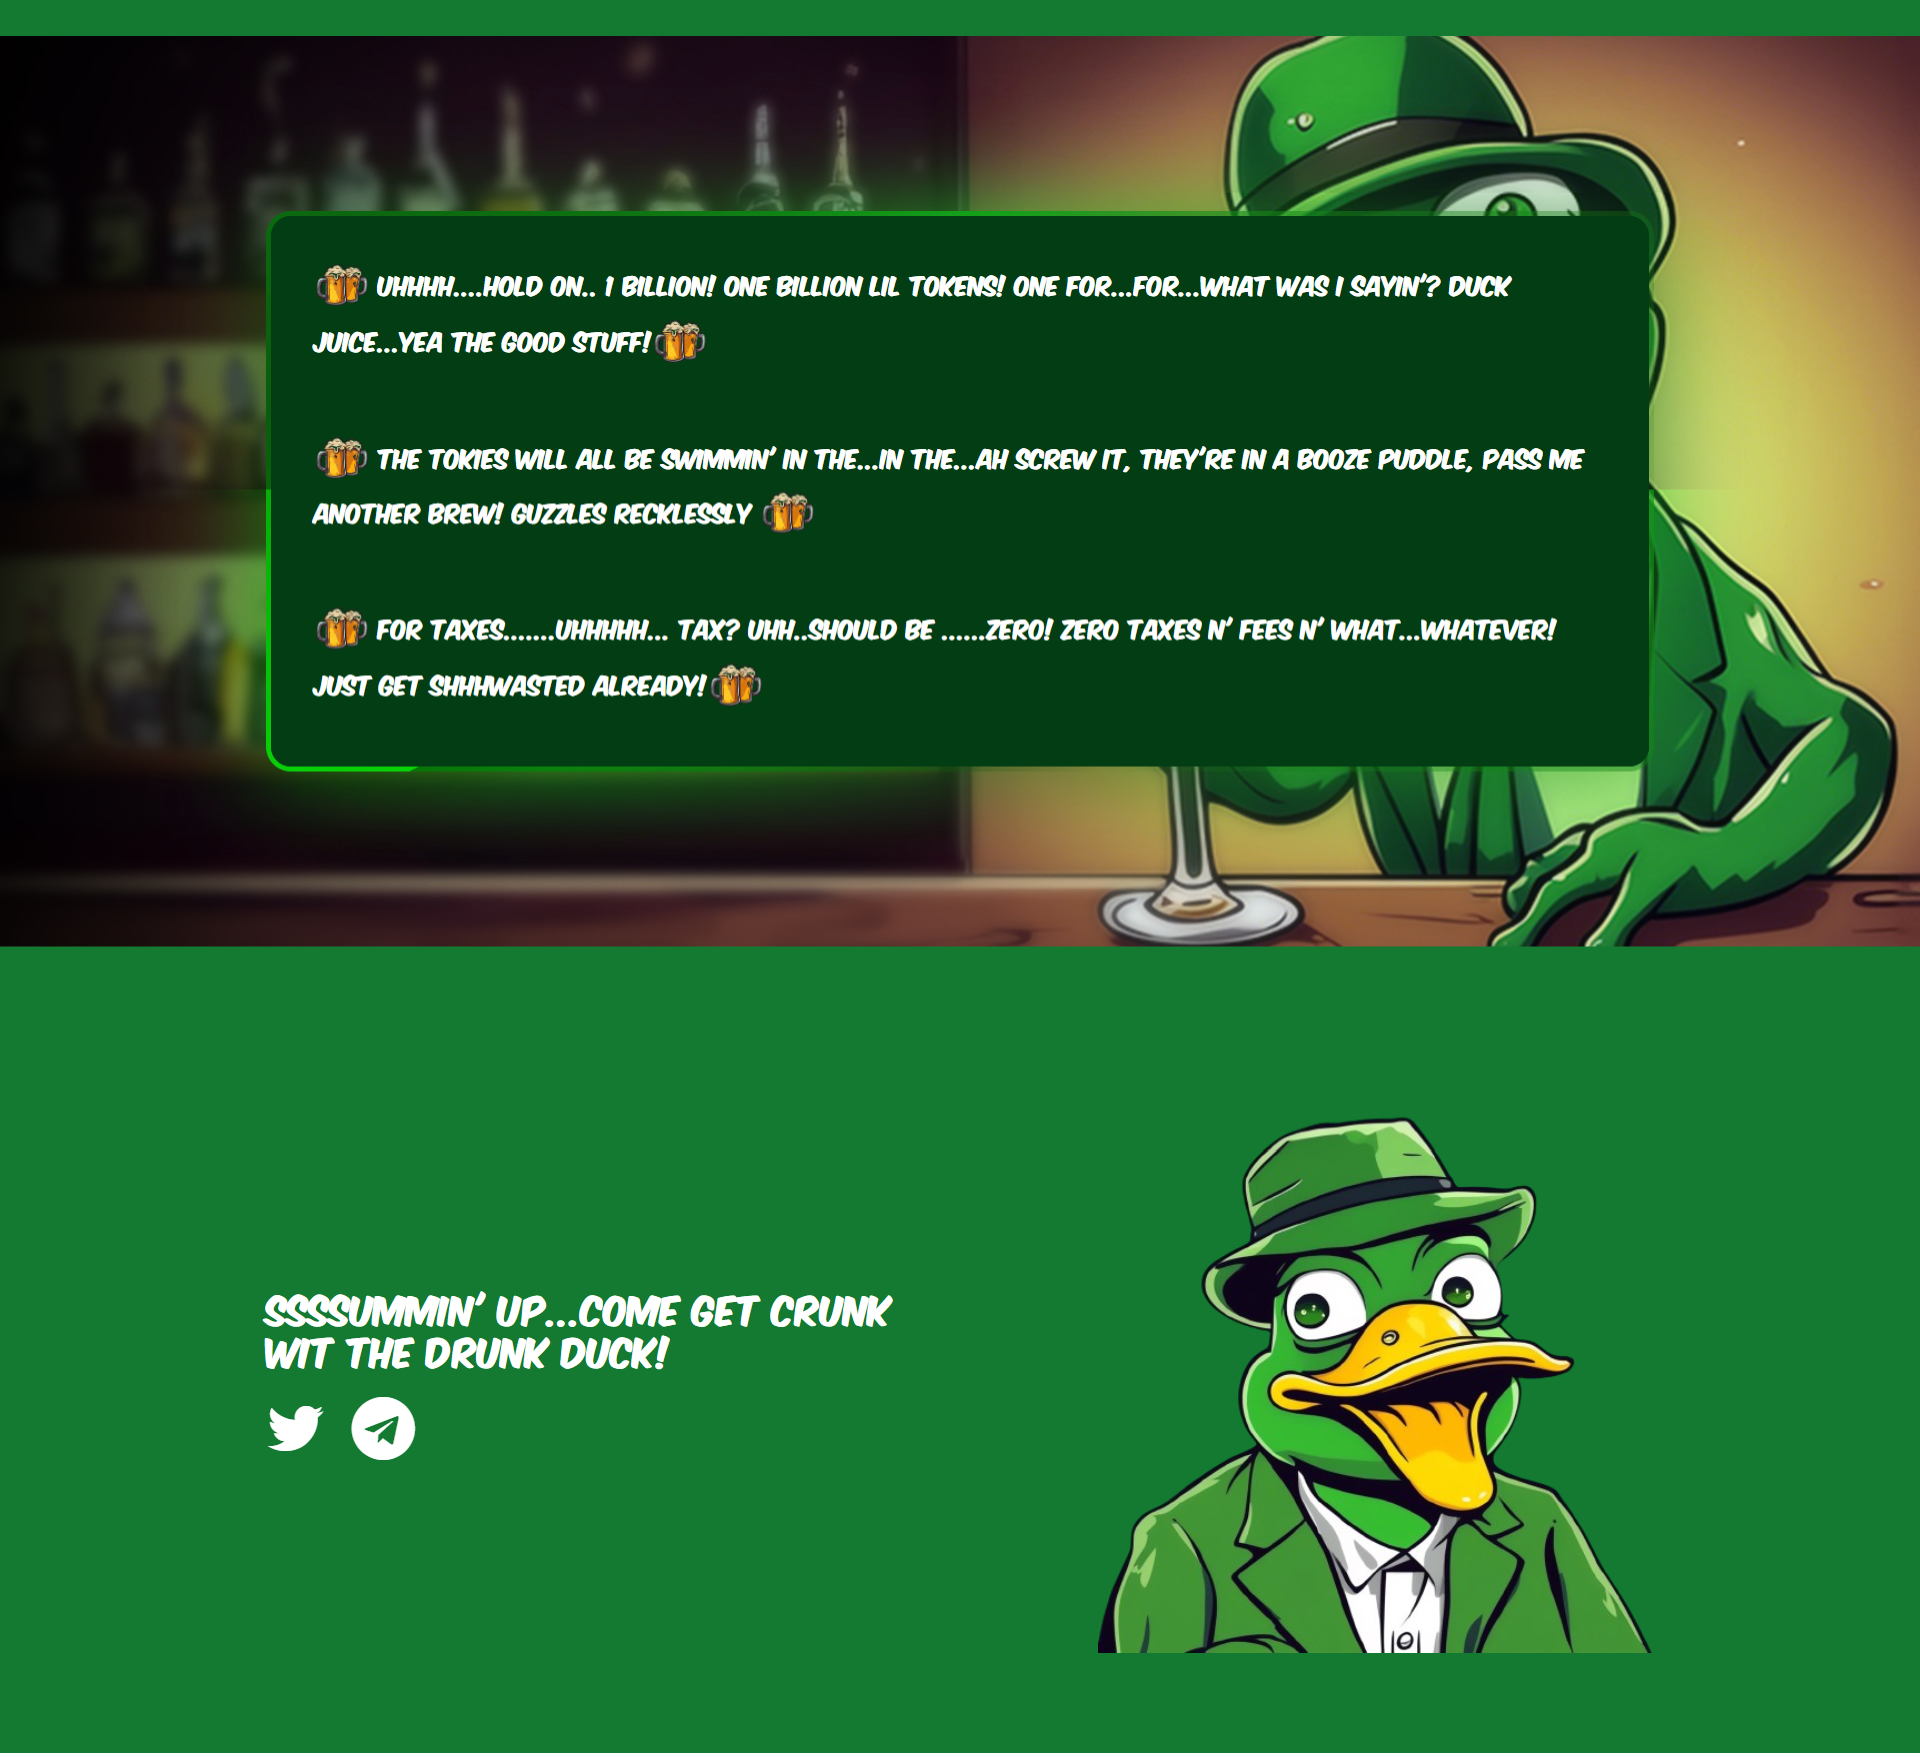 UHHHH....HOLD ON.. 1 BILLION! ONE BILLION LIL TOKENS! ONE FOR...FOR...WHAT WAS I SAYIN'? DUCK
JUICE...YEA THE GOOD STUFF!
THE TOKIES WILL ALL BE SWIMMIN' IN THE...IN THE...AH SCREW IT, THEY'RE IN A BOOZE PUDDLE, PASS ME
ANOTHER BREW! GUZZLES RECKLESSLY
FOR TAXES.......UHHHHH... TAX? UHH..SHOULD BE ......ZERO! ZERO TAXES N' FEES N' WHAT...WHATEVER!
JUST GET SHHHWASTED ALREADY!
SSSSUMMIN' UP...COME GET CRUNK
WIT THE DRUNK DUCK!